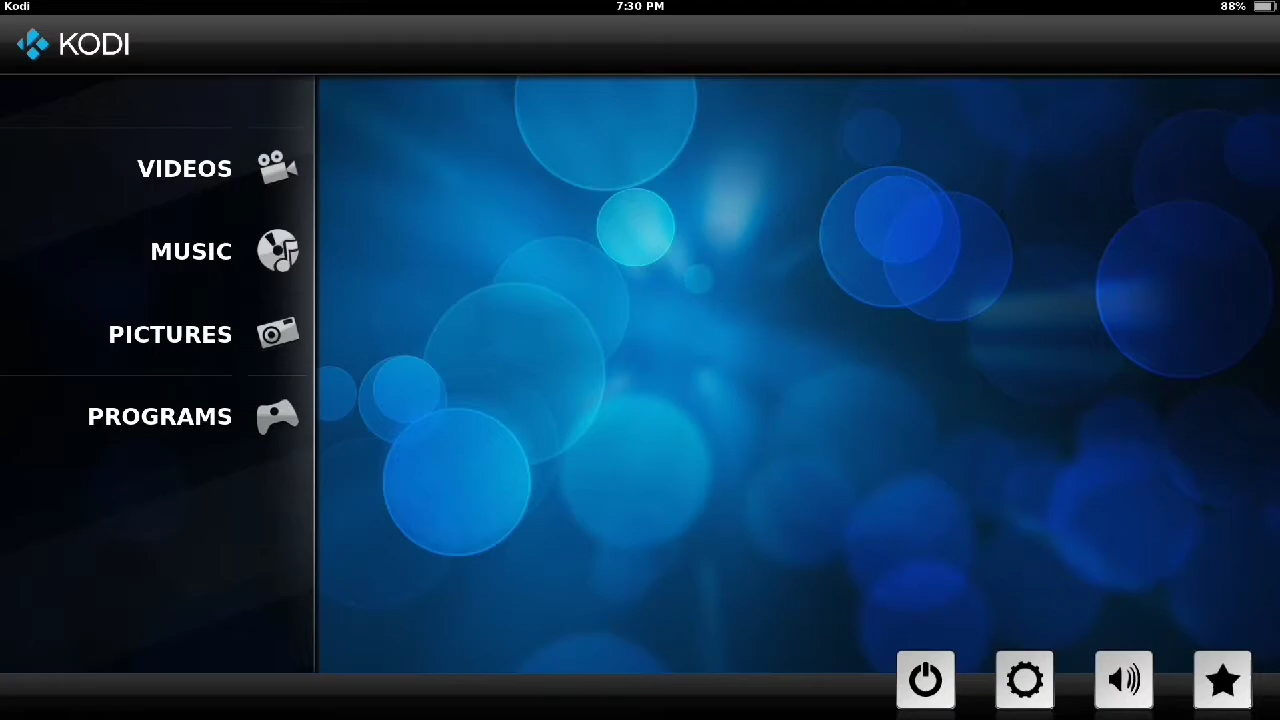 Kodi 7:30 PM 88%
KODI
VIDEOS
MUSIC
PICTURES
PROGRAMS